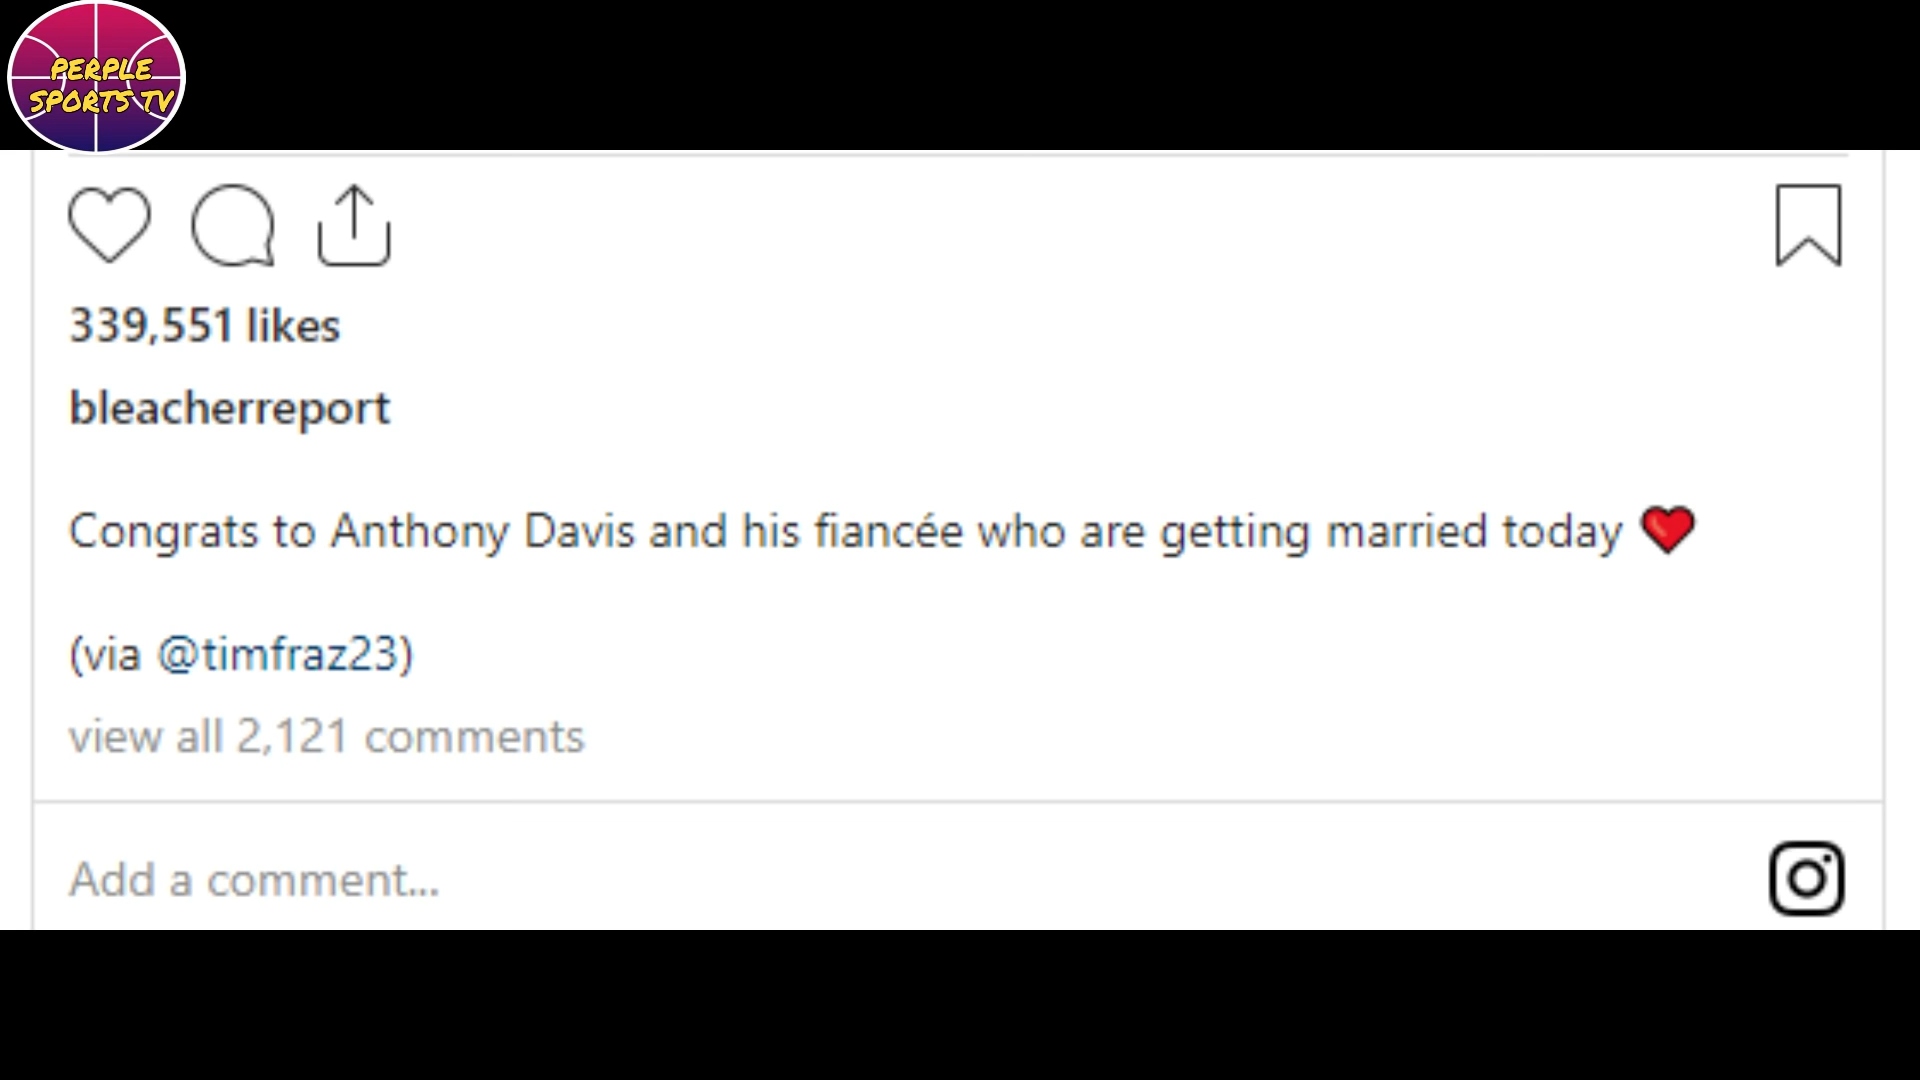 PERPLE
SPORTS TV
339,551 likes
bleacherreport
Congrats to Anthony Davis and his fiancée who are getting married today ❤️
(via @timfraz23)
view all 2,121 comments
Add a comment...